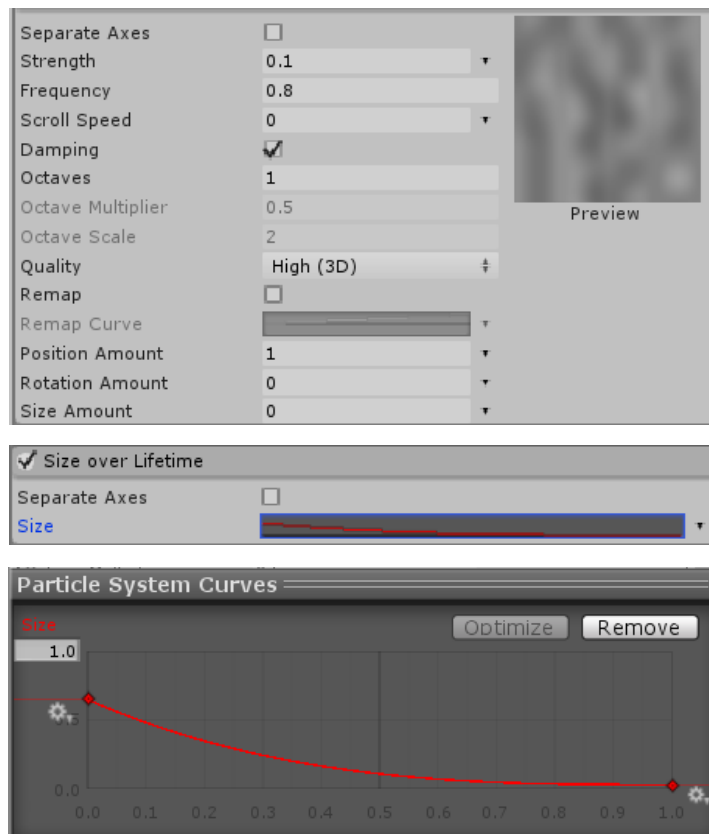 Separate Axes
Strength 0.1
Frequency 0.8
Scroll Speed 0
Damping
Octaves 1
Octave Multiplier 0.5
Octave Scale 2
Quality High (3D)
Remap
Remap Curve
Position Amount 1
Rotation Amount 0
Size Amount 0
Preview
Size over Lifetime
Separate Axes
Size
Particle System Curves
Size Optimize Remove
1.0
0.0
0.0 0.1 0.2 0.3 0.4 0.5 0.6 0.7 0.8 0.9 1.0